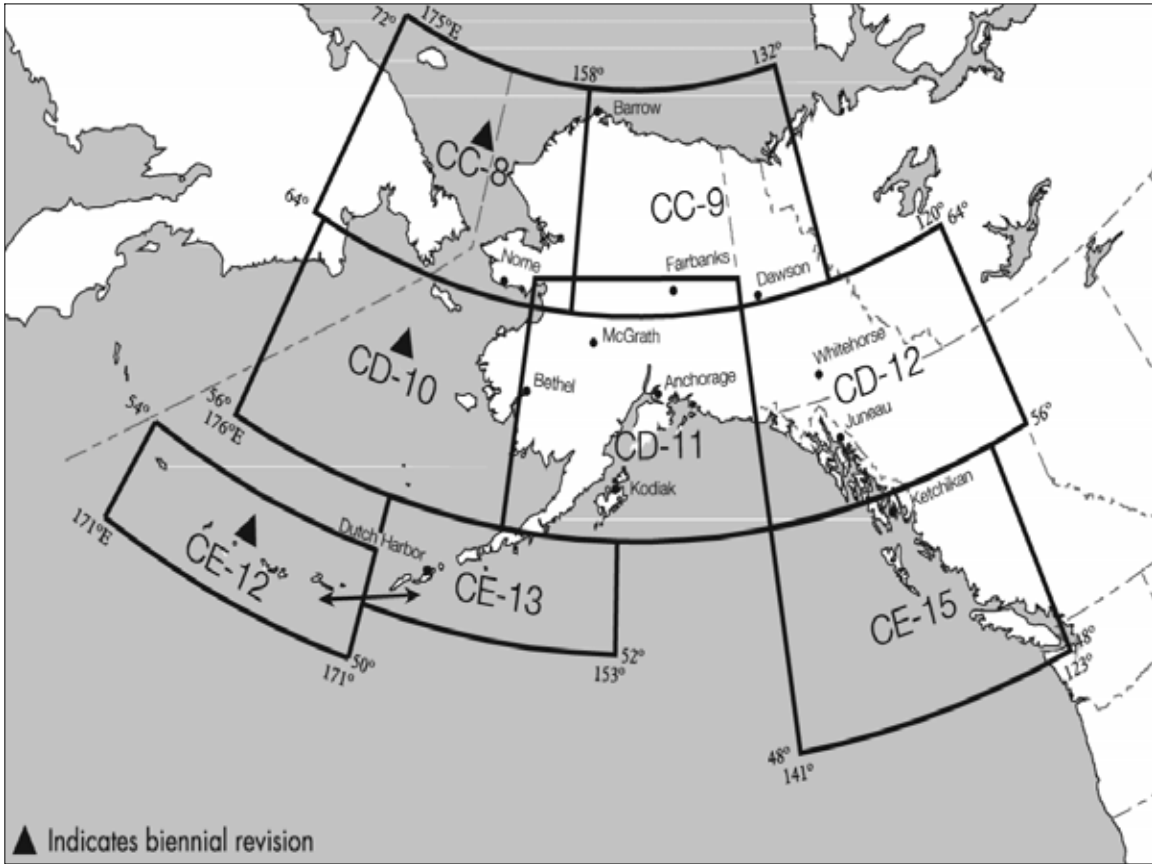 72°
175°E
158°
132°
Barrow
CC-8
CC-9
64°
120°
64°
Nome
Fairbanks
Dawson
McGrath
Whitehorse
CD-10
CD-12
Bethel
Anchorage
56°
176°E
54°
Juneau
56°
CD-11
Kodiak
Ketchikan
171°E
Dutch Harbor
CE-12
CE-13
CE-15
50°
171°
52°
153°
48°
123°
48°
141°
Indicates biennial revision